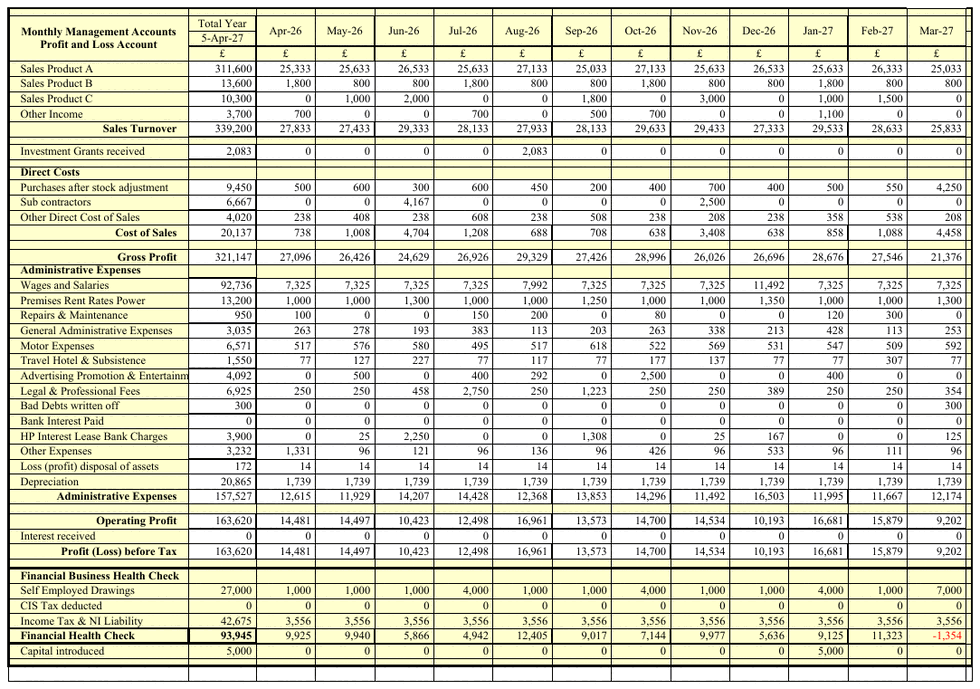 Monthly Management Accounts Total Year Apr-26 May-26 Jun-26 Jul-26 Aug-26 Sep-26 Oct-26 Nov-26 Dec-26 Jan-27 Feb-27 Mar-27
Profit and Loss Account 5-Apr-27
£ £ £ £ £ £ £ £ £ £ £ £ £
Sales Product A 311,600 25,333 25,633 26,533 25,633 27,133 25,033 27,133 25,633 26,533 25,633 26,333 25,033
Sales Product B 13,600 1,800 800 800 1,800 800 800 1,800 800 800 1,800 800 800
Sales Product C 10,300 0 1,000 2,000 0 0 1,800 0 3,000 0 1,000 1,500 0
Other Income 3,700 700 0 0 700 0 500 700 0 0 1,100 0 0
Sales Turnover 339,200 27,833 27,433 29,333 28,133 27,933 28,133 29,633 29,433 27,333 29,533 28,633 25,833
Investment Grants received 2,083 0 0 0 0 2,083 0 0 0 0 0 0 0
Direct Costs
Purchases after stock adjustment 9,450 500 600 300 600 450 200 400 700 400 500 550 4,250
Sub contractors 6,667 0 0 4,167 0 0 0 0 2,500 0 0 0 0
Other Direct Cost of Sales 4,020 238 408 238 608 238 508 238 208 238 358 538 208
Cost of Sales 20,137 738 1,008 4,704 1,208 688 708 638 3,408 638 858 1,088 4,458
Gross Profit 321,147 27,096 26,426 24,629 26,926 29,329 27,426 28,996 26,026 26,696 28,676 27,546 21,376
Administrative Expenses
Wages and Salaries 92,736 7,325 7,325 7,325 7,325 7,992 7,325 7,325 7,325 11,492 7,325 7,325 7,325
Premises Rent Rates Power 13,200 1,000 1,000 1,300 1,000 1,000 1,250 1,000 1,000 1,350 1,000 1,000 1,300
Repairs & Maintenance 950 100 0 0 150 200 0 80 0 0 120 300 0
General Administrative Expenses 3,035 263 278 193 383 113 203 263 338 213 428 113 253
Motor Expenses 6,571 517 576 580 495 517 618 522 569 531 547 509 592
Travel Hotel & Subsistence 1,550 77 127 227 77 117 77 177 137 77 77 307 77
Advertising Promotion & Entertainm 4,092 0 500 0 400 292 0 2,500 0 0 400 0 0
Legal & Professional Fees 6,925 250 250 458 2,750 250 1,223 250 250 389 250 250 354
Bad Debts written off 300 0 0 0 0 0 0 0 0 0 0 0 300
Bank Interest Paid 0 0 0 0 0 0 0 0 0 0 0 0 0
HP Interest Lease Bank Charges 3,900 0 25 2,250 0 0 1,308 0 25 167 0 0 125
Other Expenses 3,232 1,331 96 121 96 136 96 426 96 533 96 111 96
Loss (profit) disposal of assets 172 14 14 14 14 14 14 14 14 14 14 14 14
Depreciation 20,865 1,739 1,739 1,739 1,739 1,739 1,739 1,739 1,739 1,739 1,739 1,739 1,739
Administrative Expenses 157,527 12,615 11,929 14,207 14,428 12,368 13,853 14,296 11,492 16,503 11,995 11,667 12,174
Operating Profit 163,620 14,481 14,497 10,423 12,498 16,961 13,573 14,700 14,534 10,193 16,681 15,879 9,202
Interest received 0 0 0 0 0 0 0 0 0 0 0 0 0
Profit (Loss) before Tax 163,620 14,481 14,497 10,423 12,498 16,961 13,573 14,700 14,534 10,193 16,681 15,879 9,202
Financial Business Health Check
Self Employed Drawings 27,000 1,000 1,000 1,000 4,000 1,000 1,000 4,000 1,000 1,000 4,000 1,000 7,000
CIS Tax deducted 0 0 0 0 0 0 0 0 0 0 0 0 0
Income Tax & NI Liability 42,675 3,556 3,556 3,556 3,556 3,556 3,556 3,556 3,556 3,556 3,556 3,556 3,556
Financial Health Check 93,945 9,925 9,940 5,866 4,942 12,405 9,017 7,144 9,977 5,636 9,125 11,323 -1,354
Capital introduced 5,000 0 0 0 0 0 0 0 0 0 5,000 0 0